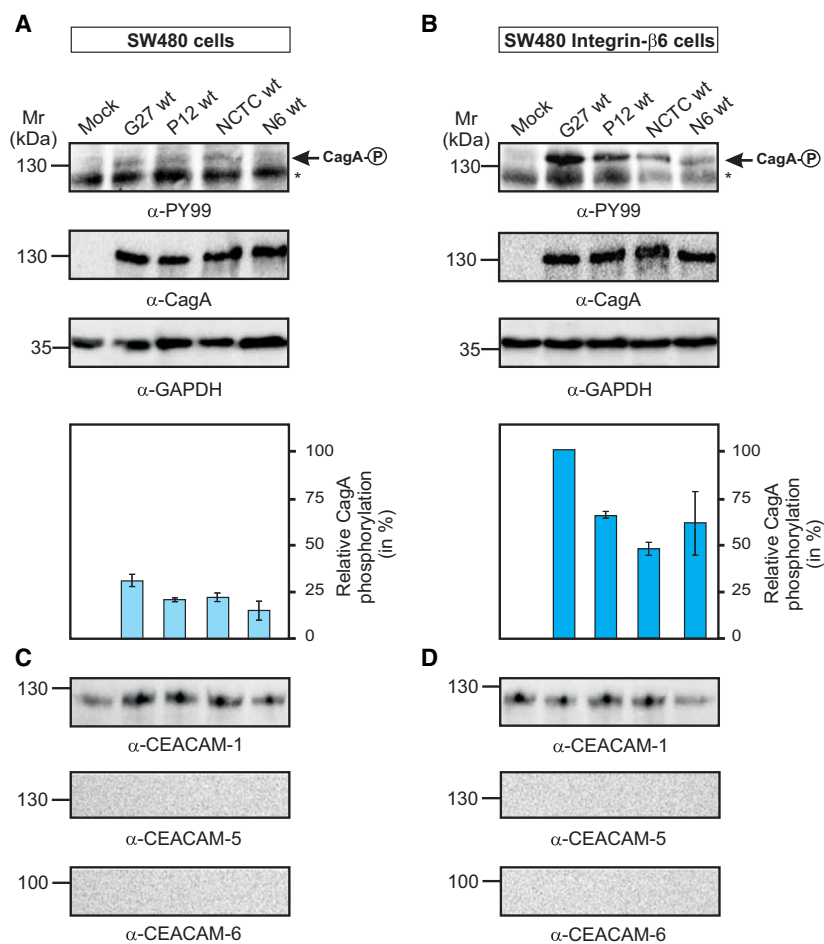 A
SW480 cells
Mr
(kDa)
Mock
G27 wt
P12 wt
NCTC wt
N6 wt
130
CagA-Ⓟ
*
α-PY99
130
α-CagA
35
α-GAPDH
100
75
50
25
0
Relative CagA
phosphorylation
(in %)
B
SW480 Integrin-β6 cells
Mr
(kDa)
Mock
G27 wt
P12 wt
NCTC wt
N6 wt
130
CagA-Ⓟ
*
α-PY99
130
α-CagA
35
α-GAPDH
100
75
50
25
0
Relative CagA
phosphorylation
(in %)
C
130
α-CEACAM-1
130
α-CEACAM-5
100
α-CEACAM-6
D
130
α-CEACAM-1
130
α-CEACAM-5
100
α-CEACAM-6